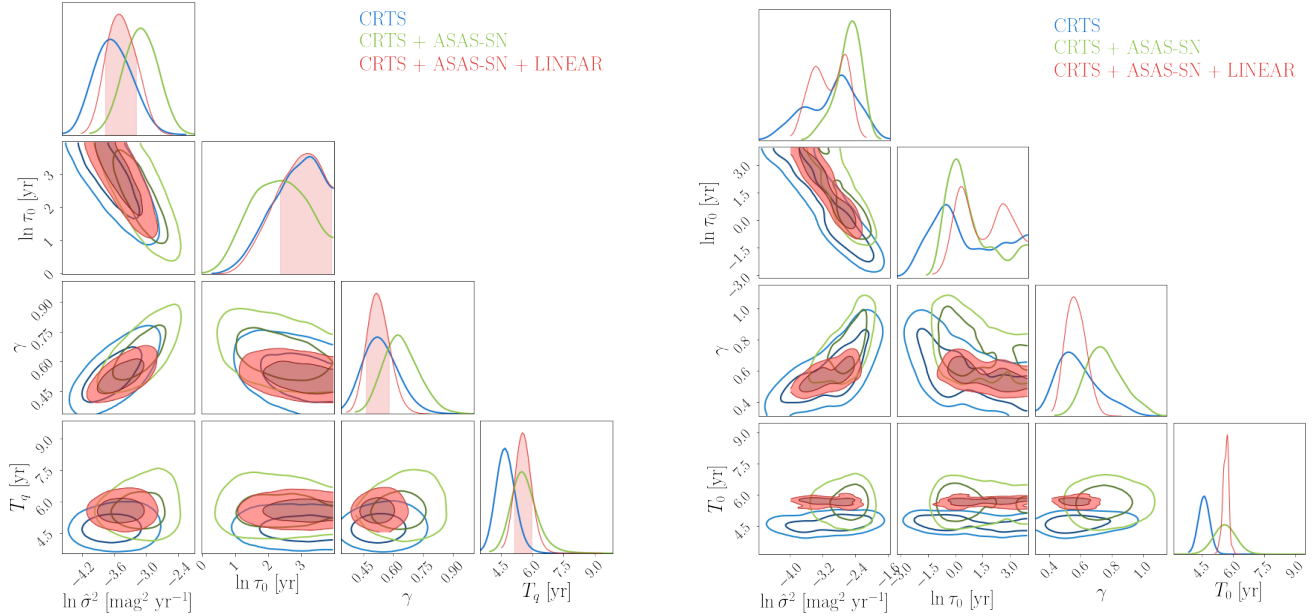 CRTS
CRTS + ASAS-SN
CRTS + ASAS-SN + LINEAR
ln τ₀ [yr]
3
2
1
0
γ
0.90
0.75
0.60
0.45
T_q [yr]
9.0
7.5
6.0
4.5
−4.2 −3.6 −3.0 −2.4
ln σ̂² [mag² yr⁻¹]
1 2 3
ln τ₀ [yr]
0.45 0.60 0.75 0.90
γ
4.5 6.0 7.5 9.0
T_q [yr]
CRTS
CRTS + ASAS-SN
CRTS + ASAS-SN + LINEAR
ln τ₀ [yr]
3.0
1.5
0.0
−1.5
−3.0
γ
1.0
0.8
0.6
0.4
T₀ [yr]
9.0
7.5
6.0
4.5
−4.0 −3.2 −2.4 −1.6
ln σ̂² [mag² yr⁻¹]
−3.0 −1.5 0.0 1.5 3.0
ln τ₀ [yr]
0.4 0.6 0.8 1.0
γ
4.5 6.0 7.5 9.0
T₀ [yr]